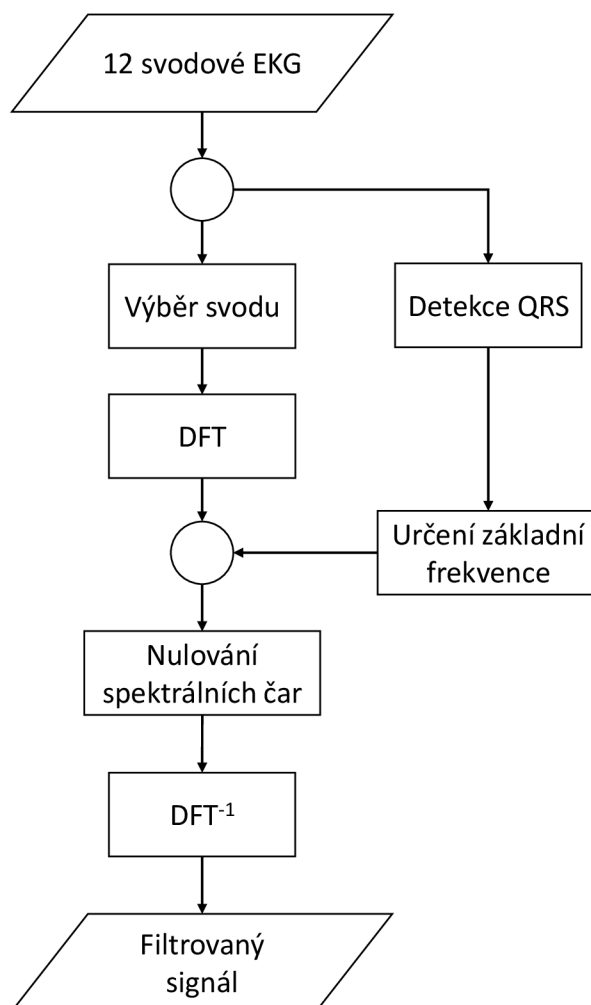 12 svodové EKG
Výběr svodu
Detekce QRS
DFT
Určení základní
frekvence
Nulování
spektrálních čar
DFT-1
Filtrovaný
signál